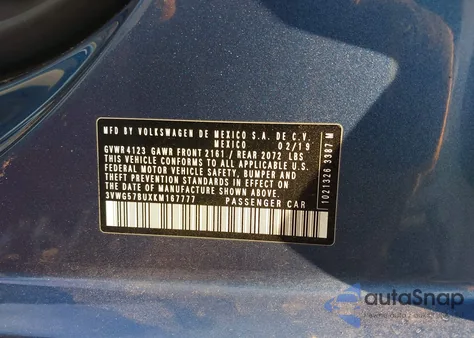 MFD BY VOLKSWAGEN DE MEXICO S.A. DE C.V.
MEXICO 02/19
GVWR 4123 GAWR FRONT 2161/ REAR 2072 LBS
THIS VEHICLE CONFORMS TO ALL APPLICABLE U.S.
FEDERAL MOTOR VEHICLE SAFETY, BUMPER AND
THEFT PREVENTION STANDARDS IN EFFECT ON THE
DATE OF MANUFACTURE SHOWN ABOVE.
3VWG57BUXKM167777 PASSENGER CAR
1021326 3387 M
autoSnap